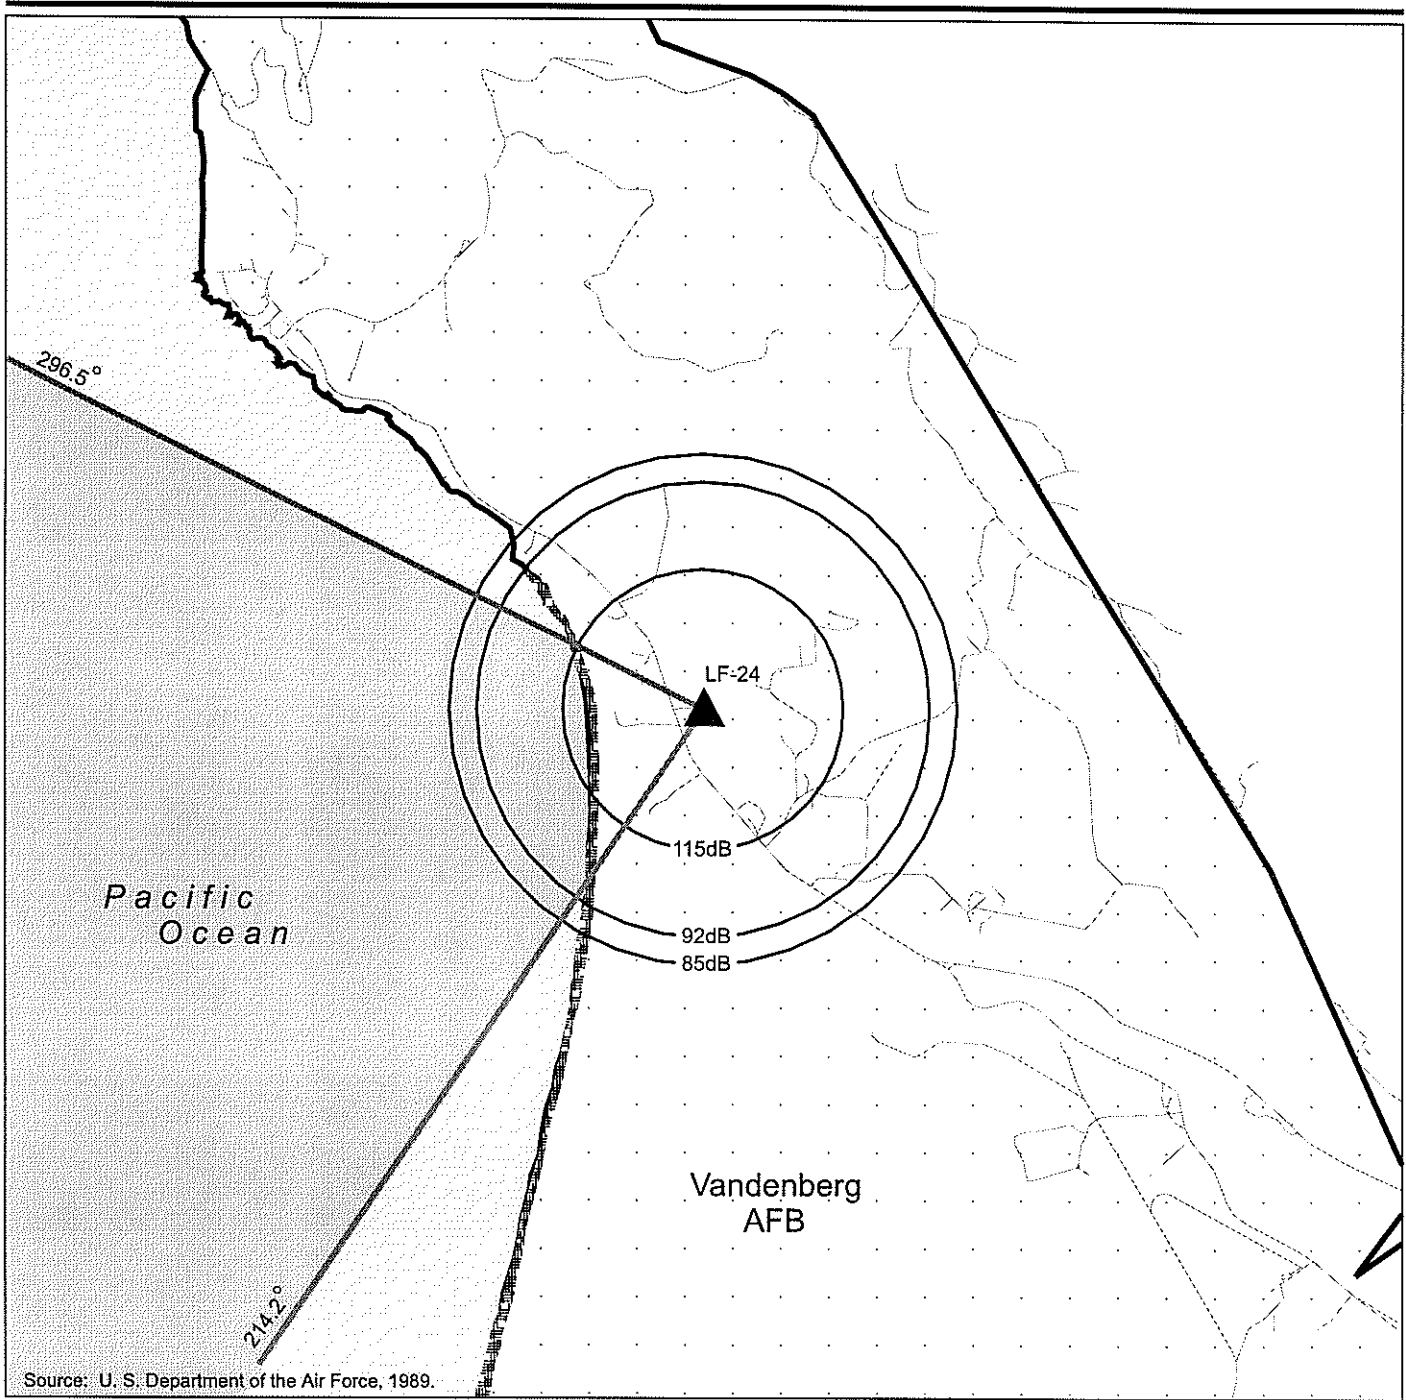 296.5°
LF-24
115dB
Pacific
Ocean
92dB
85dB
Vandenberg
AFB
214.2°
Source: U. S. Department of the Air Force, 1989.